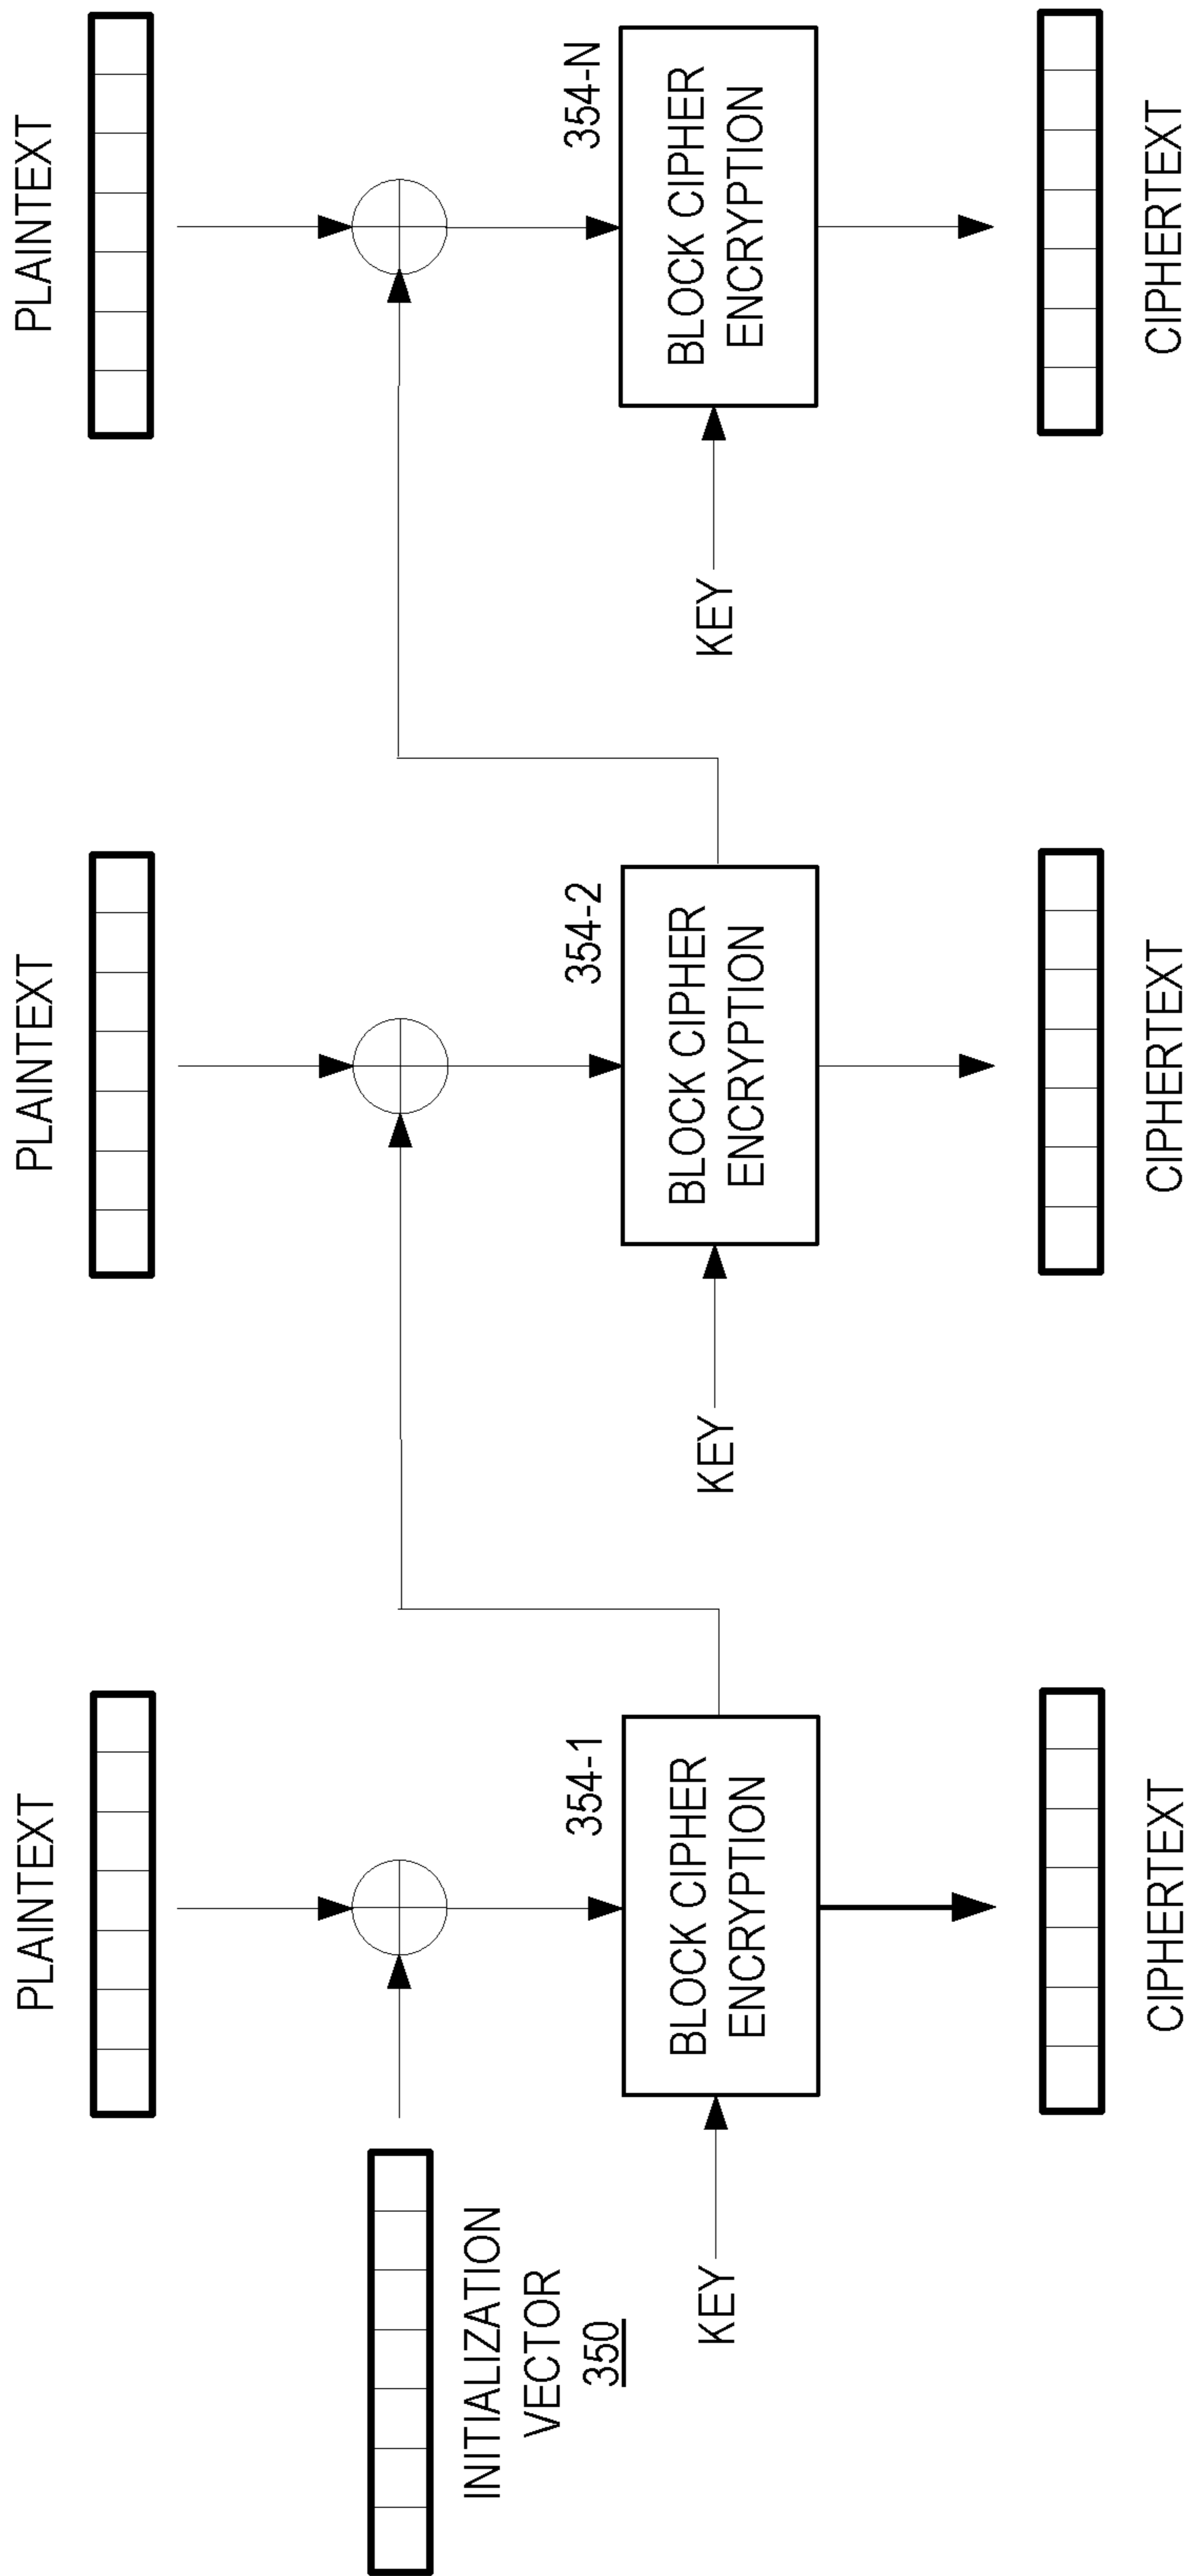 PLAINTEXT
PLAINTEXT
PLAINTEXT
INITIALIZATION
VECTOR
350
354-1
354-2
354-N
KEY
BLOCK CIPHER
ENCRYPTION
KEY
BLOCK CIPHER
ENCRYPTION
KEY
BLOCK CIPHER
ENCRYPTION
CIPHERTEXT
CIPHERTEXT
CIPHERTEXT